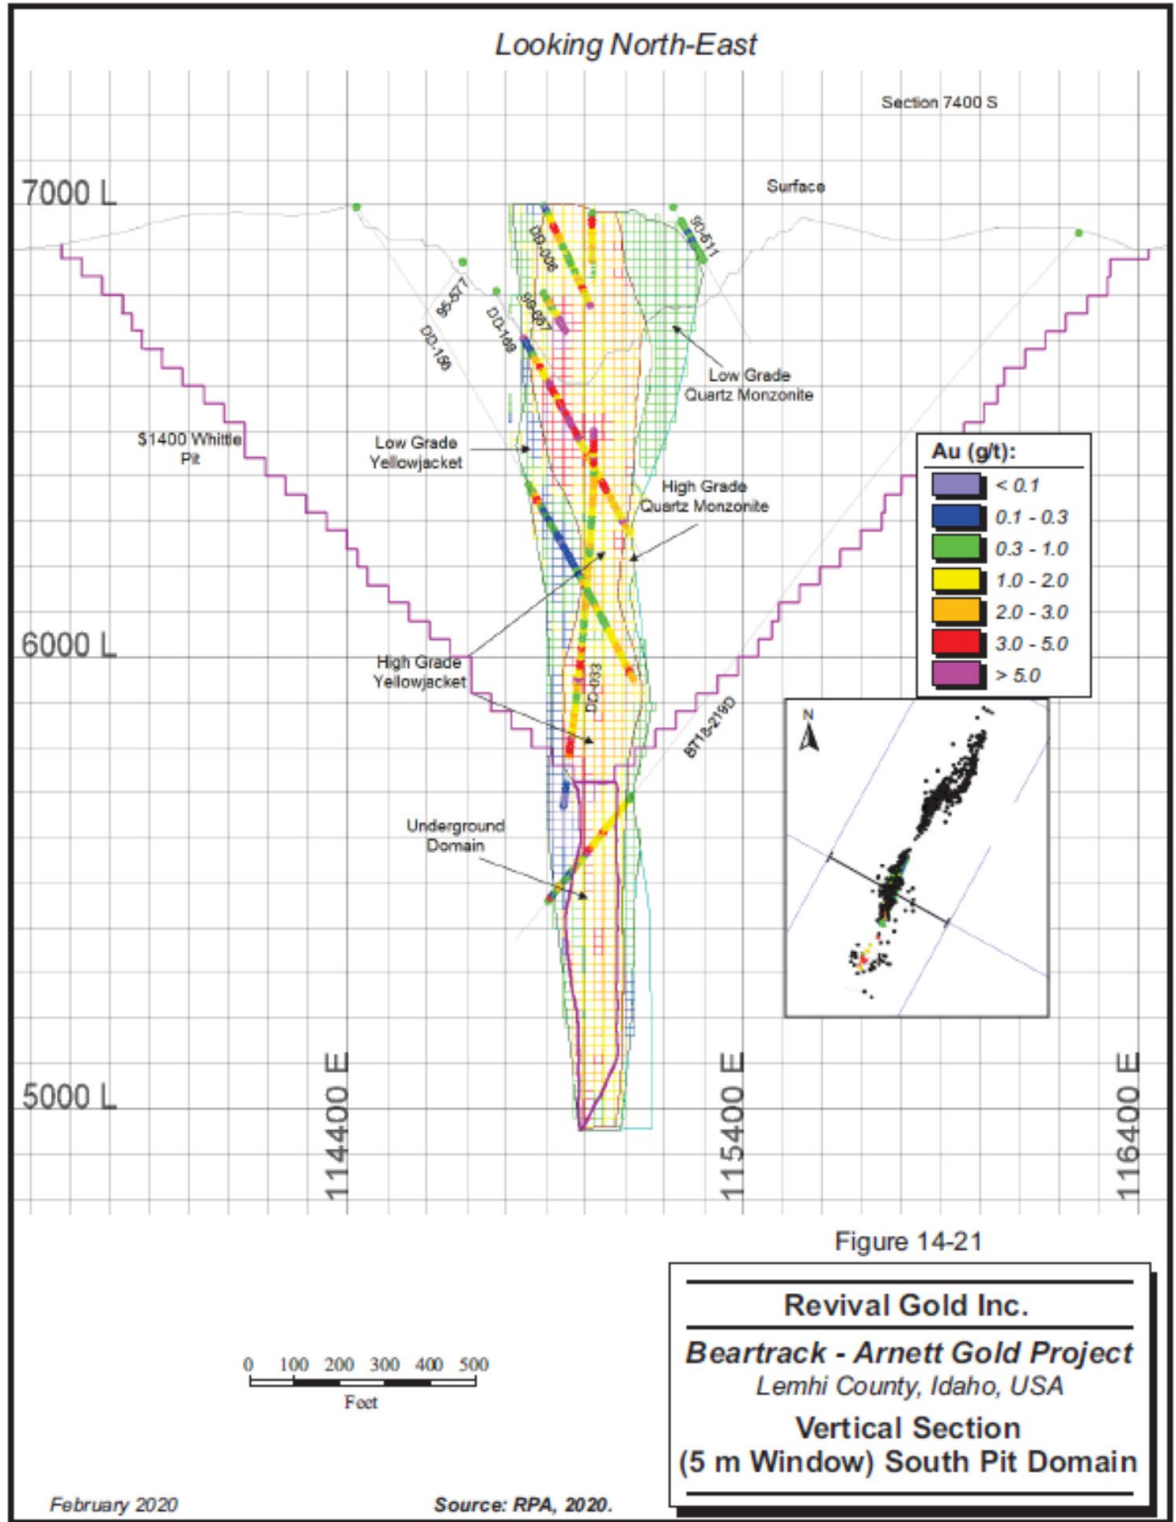 Looking North-East
Section 7400 S
7000 L
Surface
90-511
DD-008
95-577
DD-158
DD-169
Low Grade
Quartz Monzonite
$1400 Whittle
Pit
Low Grade
Yellowjacket
High Grade
Quartz Monzonite
Au (g/t):
< 0.1
0.1 - 0.3
0.3 - 1.0
1.0 - 2.0
2.0 - 3.0
3.0 - 5.0
> 5.0
6000 L
High Grade
Yellowjacket
DD-033
BT18-219D
N
Underground
Domain
5000 L
114400 E
115400 E
116400 E
Figure 14-21
Revival Gold Inc.
Beartrack - Arnett Gold Project
Lemhi County, Idaho, USA
Vertical Section
(5 m Window) South Pit Domain
0 100 200 300 400 500
Feet
February 2020
Source: RPA, 2020.